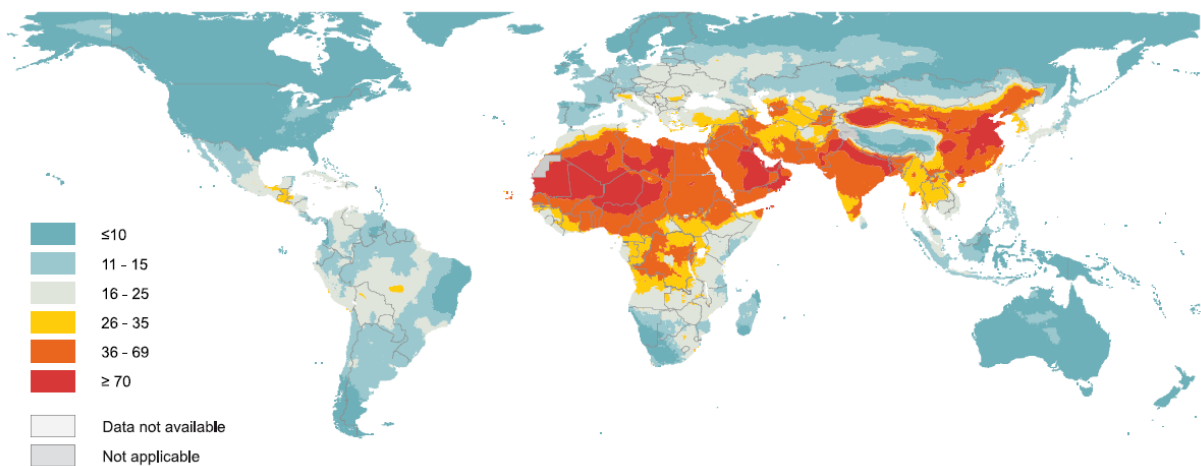 ≤10
11 - 15
16 - 25
26 - 35
36 - 69
≥ 70
Data not available
Not applicable